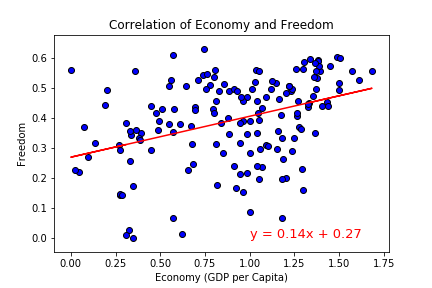 Correlation of Economy and Freedom
Freedom
0.6
0.5
0.4
0.3
0.2
0.1
0.0
y = 0.14x + 0.27
0.00 0.25 0.50 0.75 1.00 1.25 1.50 1.75
Economy (GDP per Capita)